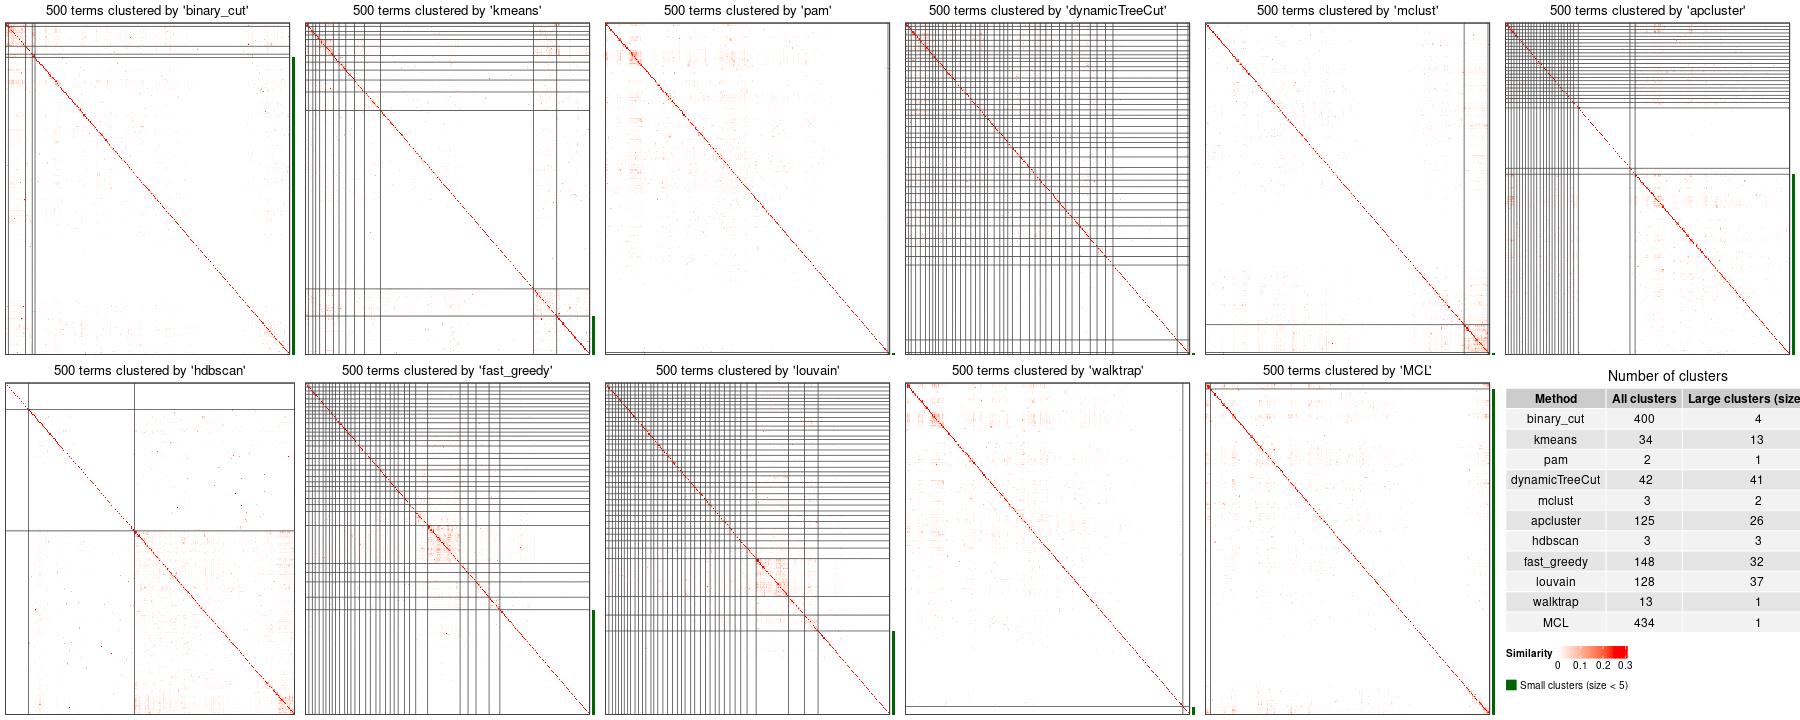 500 terms clustered by 'binary_cut'
500 terms clustered by 'kmeans'
500 terms clustered by 'pam'
500 terms clustered by 'dynamicTreeCut'
500 terms clustered by 'mclust'
500 terms clustered by 'apcluster'
500 terms clustered by 'hdbscan'
500 terms clustered by 'fast_greedy'
500 terms clustered by 'louvain'
500 terms clustered by 'walktrap'
500 terms clustered by 'MCL'
Number of clusters
Method All clusters Large clusters (size
binary_cut 400 4
kmeans 34 13
pam 2 1
dynamicTreeCut 42 41
mclust 3 2
apcluster 125 26
hdbscan 3 3
fast_greedy 148 32
louvain 128 37
walktrap 13 1
MCL 434 1
Similarity
0 0.1 0.2 0.3
Small clusters (size < 5)